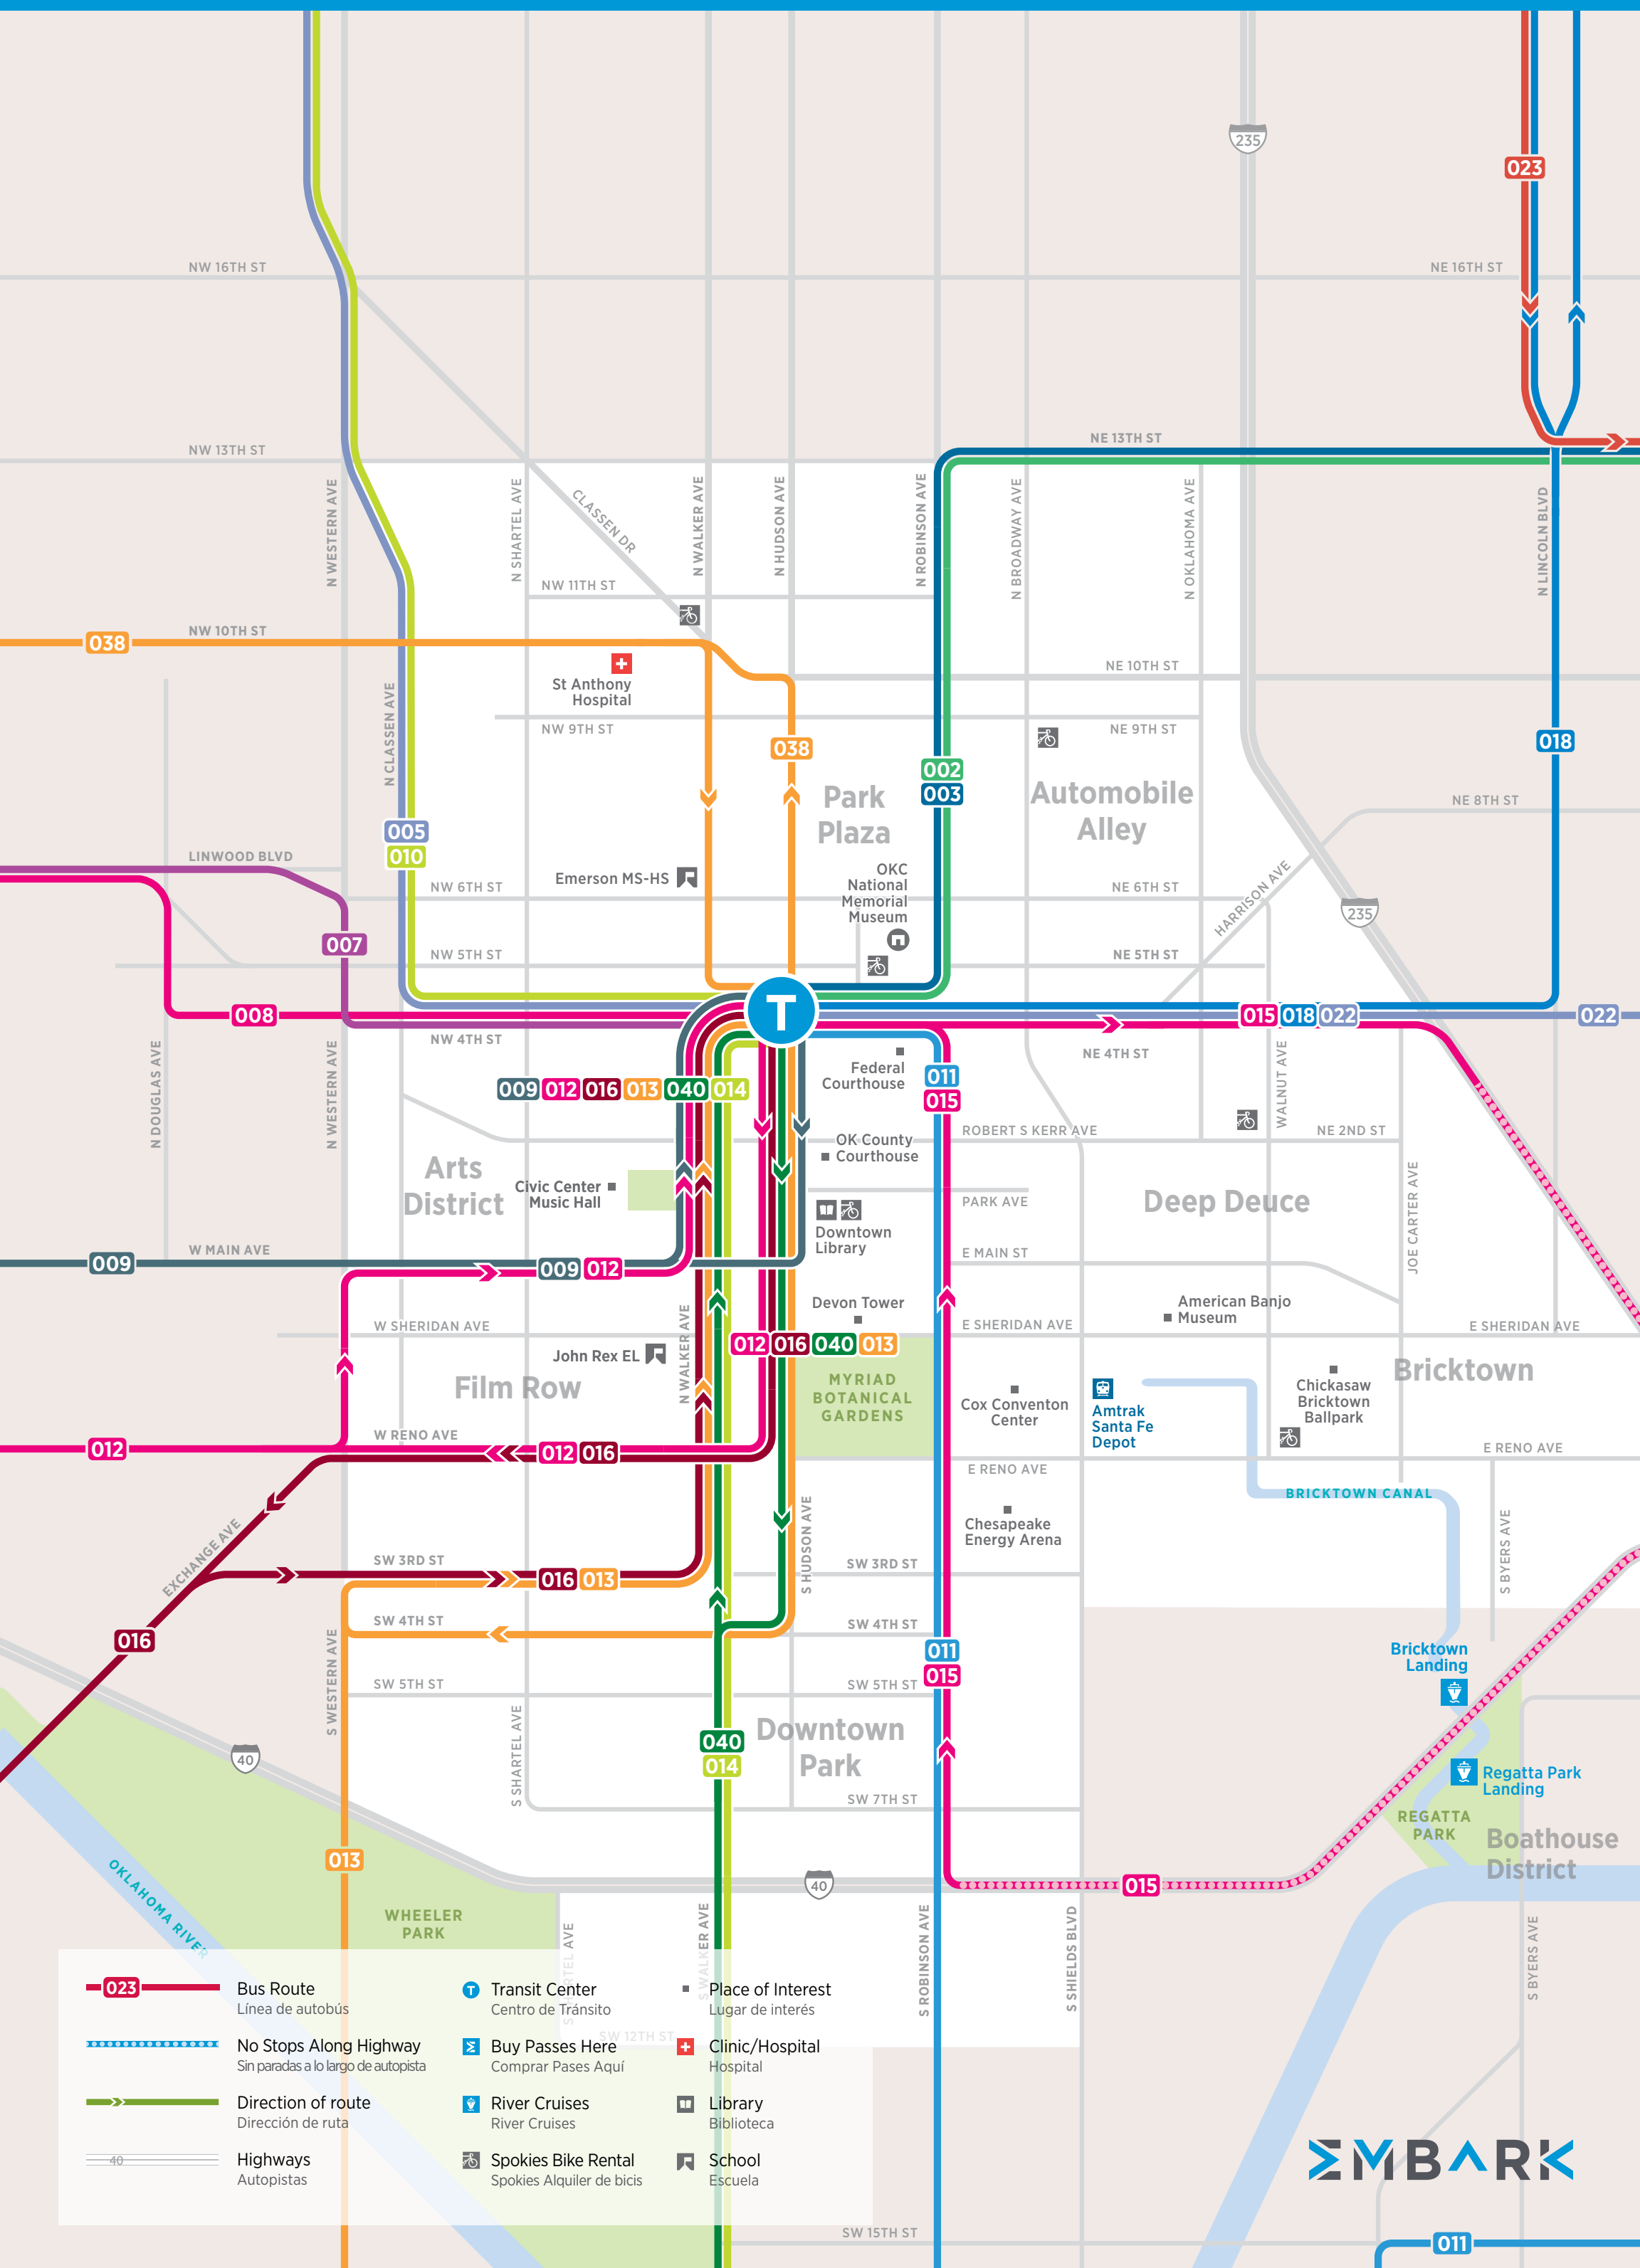 235
023
NW 16TH ST
NE 16TH ST
NW 13TH ST
NE 13TH ST
N WESTERN AVE
N SHARTEL AVE
CLASSEN DR
N WALKER AVE
N HUDSON AVE
N ROBINSON AVE
N BROADWAY AVE
N OKLAHOMA AVE
N LINCOLN BLVD
NW 11TH ST
NW 10TH ST
038
St Anthony
Hospital
NE 10TH ST
N CLASSEN AVE
NW 9TH ST
NE 9TH ST
038
018
002
003
Park
Plaza
Automobile
Alley
NE 8TH ST
005
010
LINWOOD BLVD
Emerson MS-HS
OKC
National
Memorial
Museum
NW 6TH ST
NE 6TH ST
HARRISON AVE
235
007
NW 5TH ST
NE 5TH ST
T
008
015 018 022
022
NW 4TH ST
NE 4TH ST
N DOUGLAS AVE
N WESTERN AVE
WALNUT AVE
Federal
Courthouse
011
015
009 012 016 013 040 014
ROBERT S KERR AVE
NE 2ND ST
OK County
Courthouse
Arts
District
Civic Center
Music Hall
PARK AVE
Deep Deuce
JOE CARTER AVE
Downtown
Library
W MAIN AVE
E MAIN ST
009
009 012
Devon Tower
American Banjo
Museum
W SHERIDAN AVE
E SHERIDAN AVE
E SHERIDAN AVE
N WALKER AVE
012 016 040 013
John Rex EL
Film Row
MYRIAD
BOTANICAL
GARDENS
Cox Conventon
Center
Amtrak
Santa Fe
Depot
Chickasaw
Bricktown
Ballpark
Bricktown
W RENO AVE
012
012 016
E RENO AVE
E RENO AVE
BRICKTOWN CANAL
Chesapeake
Energy Arena
S HUDSON AVE
S BYERS AVE
EXCHANGE AVE
SW 3RD ST
SW 3RD ST
016 013
SW 4TH ST
SW 4TH ST
016
011
015
Bricktown
Landing
S WESTERN AVE
SW 5TH ST
SW 5TH ST
S SHARTEL AVE
040
014
Downtown
Park
40
Regatta Park
Landing
SW 7TH ST
REGATTA
PARK
Boathouse
District
013
40
015
OKLAHOMA RIVER
WHEELER
PARK
S SHARTEL AVE
S WALKER AVE
S ROBINSON AVE
S SHIELDS BLVD
S BYERS AVE
SW 12TH ST
023
Bus Route
Línea de autobús
No Stops Along Highway
Sin paradas a lo largo de autopista
Direction of route
Dirección de ruta
40
Highways
Autopistas
T
Transit Center
Centro de Tránsito
Buy Passes Here
Comprar Pases Aquí
River Cruises
River Cruises
Spokies Bike Rental
Spokies Alquiler de bicis
Place of Interest
Lugar de interés
Clinic/Hospital
Hospital
Library
Biblioteca
School
Escuela
EMBARK
SW 15TH ST
011